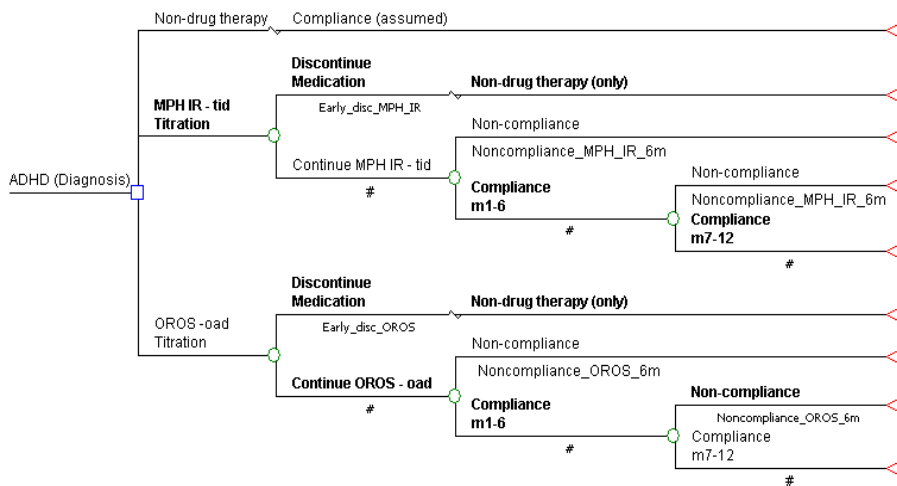 Non-drug therapy Compliance (assumed)
Discontinue
Medication
Non-drug therapy (only)
MPH IR - tid
Titration
Early_disc_MPH_IR
Non-compliance
Continue MPH IR - tid
Noncompliance_MPH_IR_6m
#
Non-compliance
ADHD (Diagnosis)
Compliance
m1-6
Noncompliance_MPH_IR_6m
#
Compliance
m7-12
#
Discontinue
Medication
Non-drug therapy (only)
OROS -oad
Titration
Early_disc_OROS
Non-compliance
Continue OROS - oad
Noncompliance_OROS_6m
#
Non-compliance
Compliance
m1-6
Noncompliance_OROS_6m
#
Compliance
m7-12
#